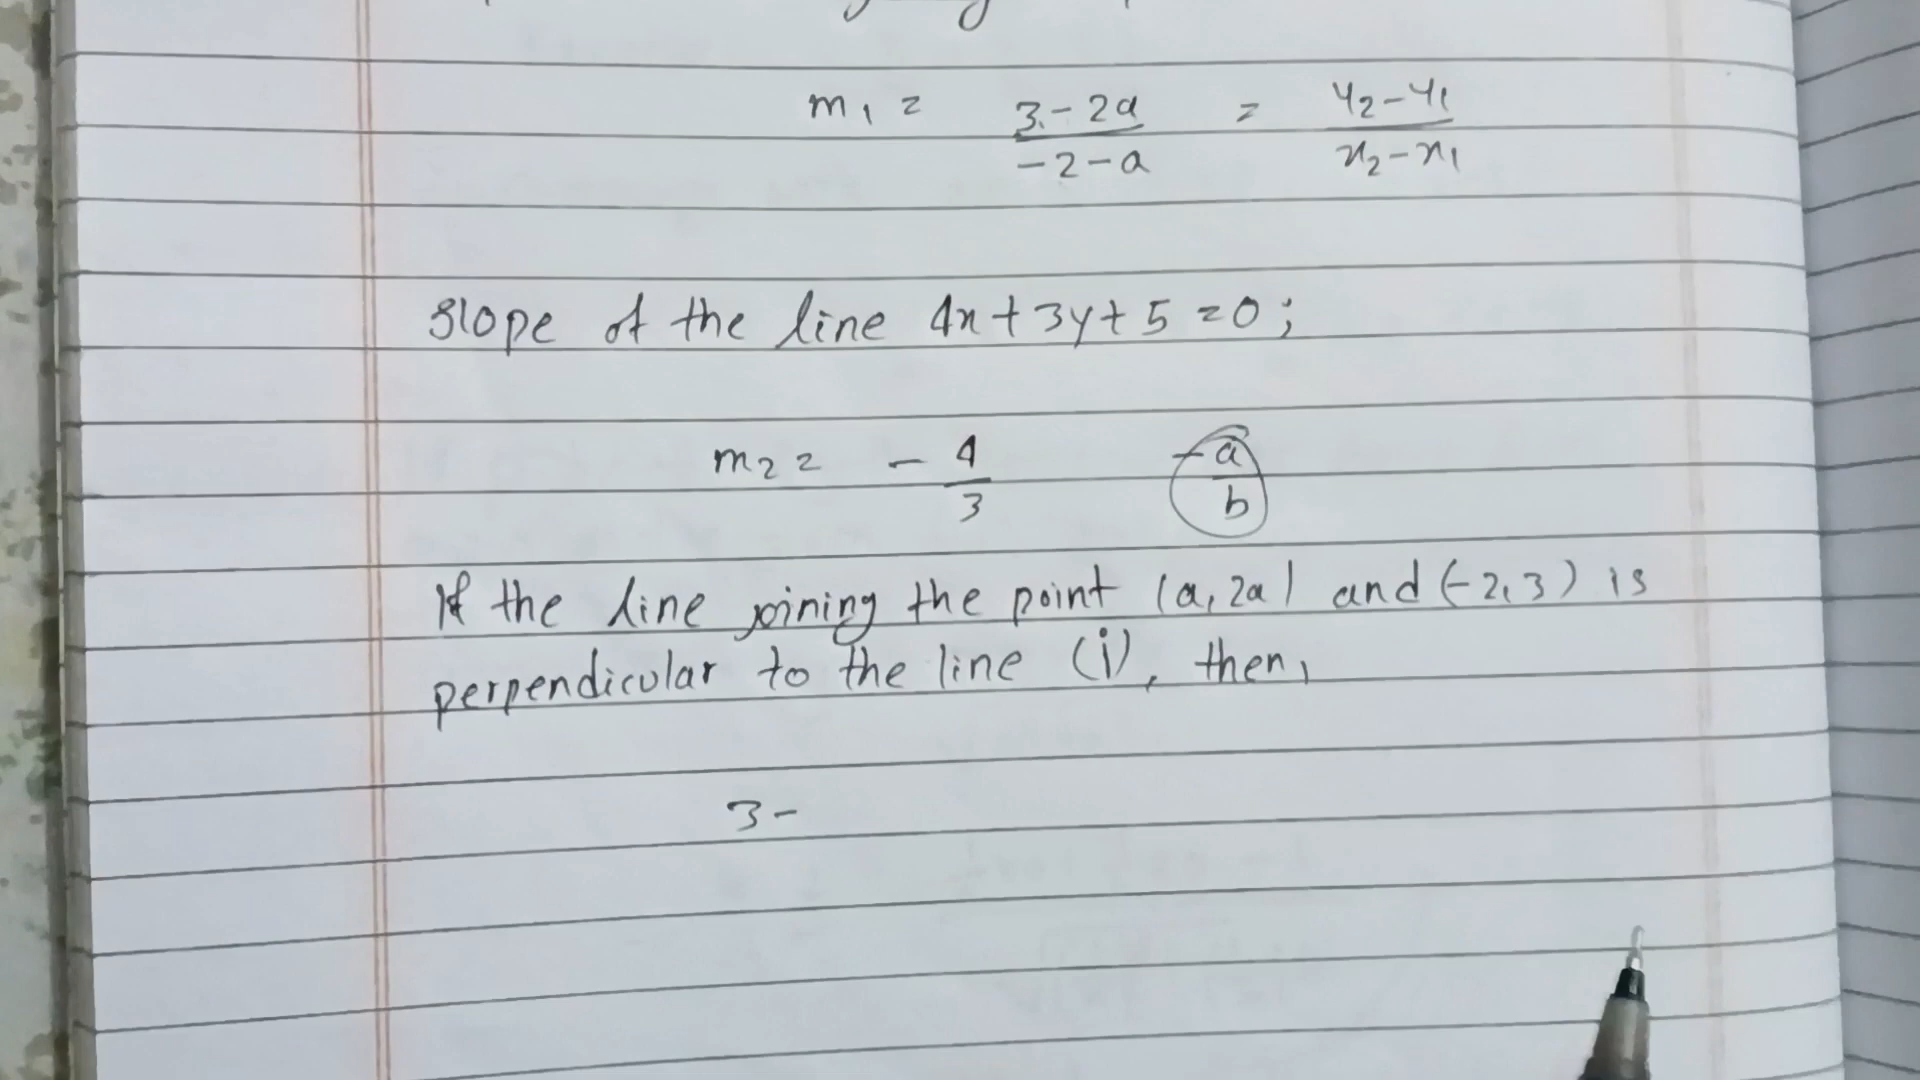 m₁ = 3-2a / -2-a = y₂-y₁ / x₂-x₁
slope of the line 4x+3y+5=0;
m₂ = - 4/3 -a/b
If the line joining the point (a, 2a) and (-2, 3) is
perpendicular to the line (i), then,
3-